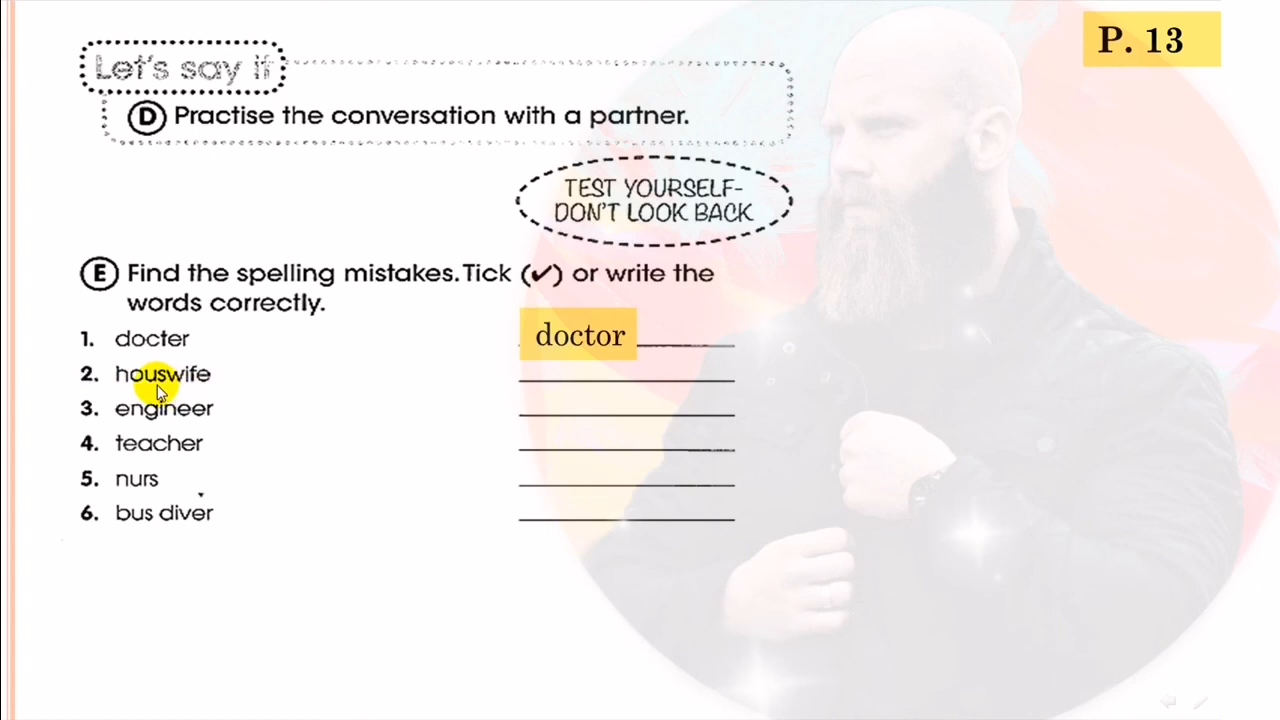 P. 13
Let's say it
D Practise the conversation with a partner.
TEST YOURSELF-
DON'T LOOK BACK
E Find the spelling mistakes. Tick (✔) or write the
words correctly.
1. docter doctor
2. houswife
3. engineer
4. teacher
5. nurs
6. bus diver